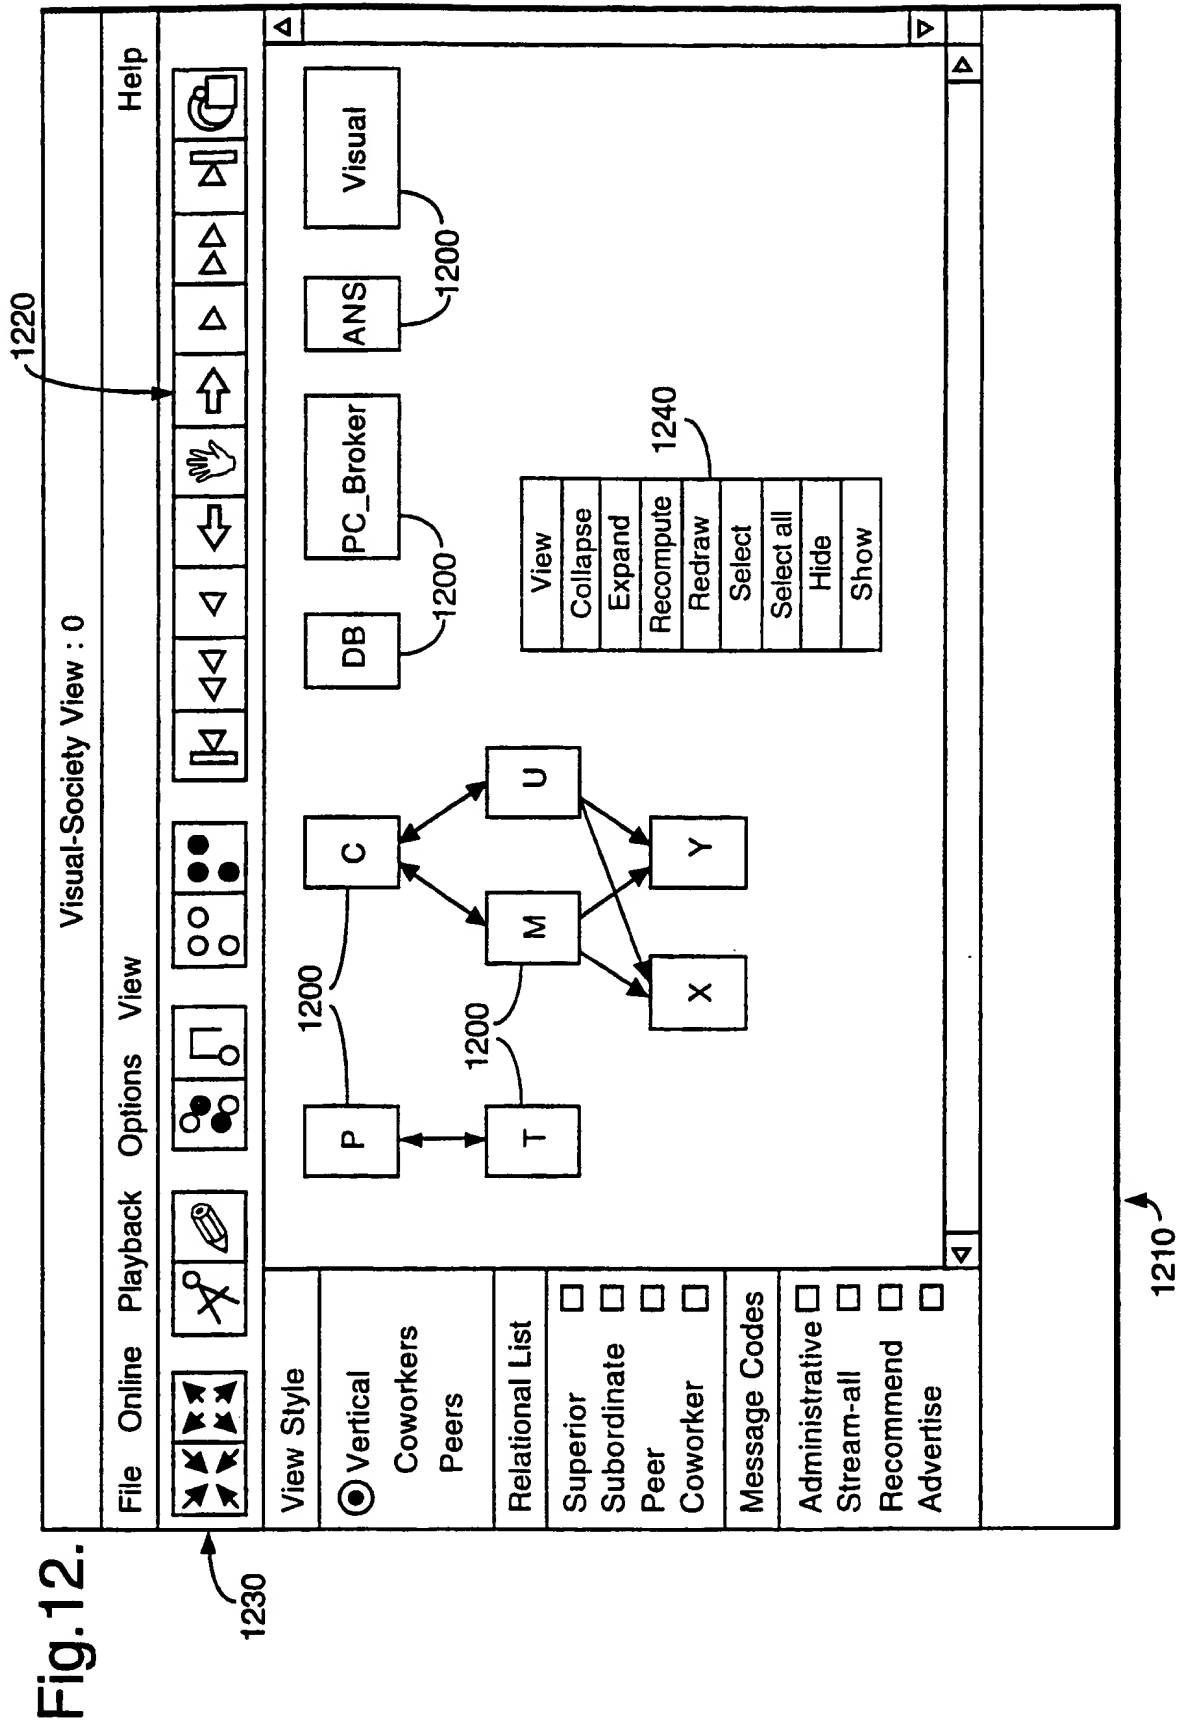 Fig.12.
Visual-Society View : 0
File Online Playback Options View Help
1220
1230
View Style
Vertical
Coworkers
Peers
Relational List
Superior
Subordinate
Peer
Coworker
Message Codes
Administrative
Stream-all
Recommend
Advertise
P
C
DB
PC_Broker
ANS
Visual
1200
1200
1200
T
M
U
1200
X
Y
View
Collapse
Expand
Recompute
Redraw
Select
Select all
Hide
Show
1240
1210